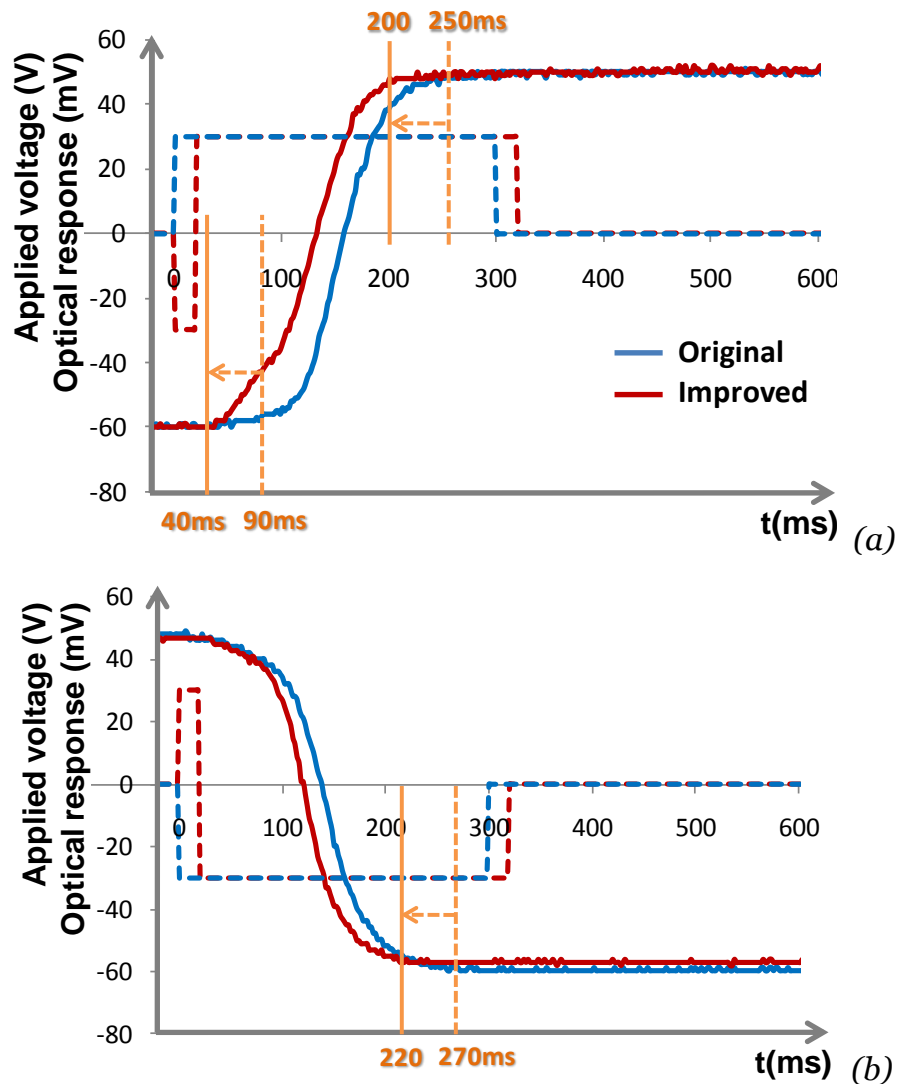 200 250ms
Applied voltage (V)
Optical response (mV)
60
40
20
0
-20
-40
-60
-80
0 100 200 300 400 500 600
Original
Improved
40ms 90ms
t(ms)
(a)
Applied voltage (V)
Optical response (mV)
60
40
20
0
-20
-40
-60
-80
0 100 200 300 400 500 600
220 270ms
t(ms)
(b)